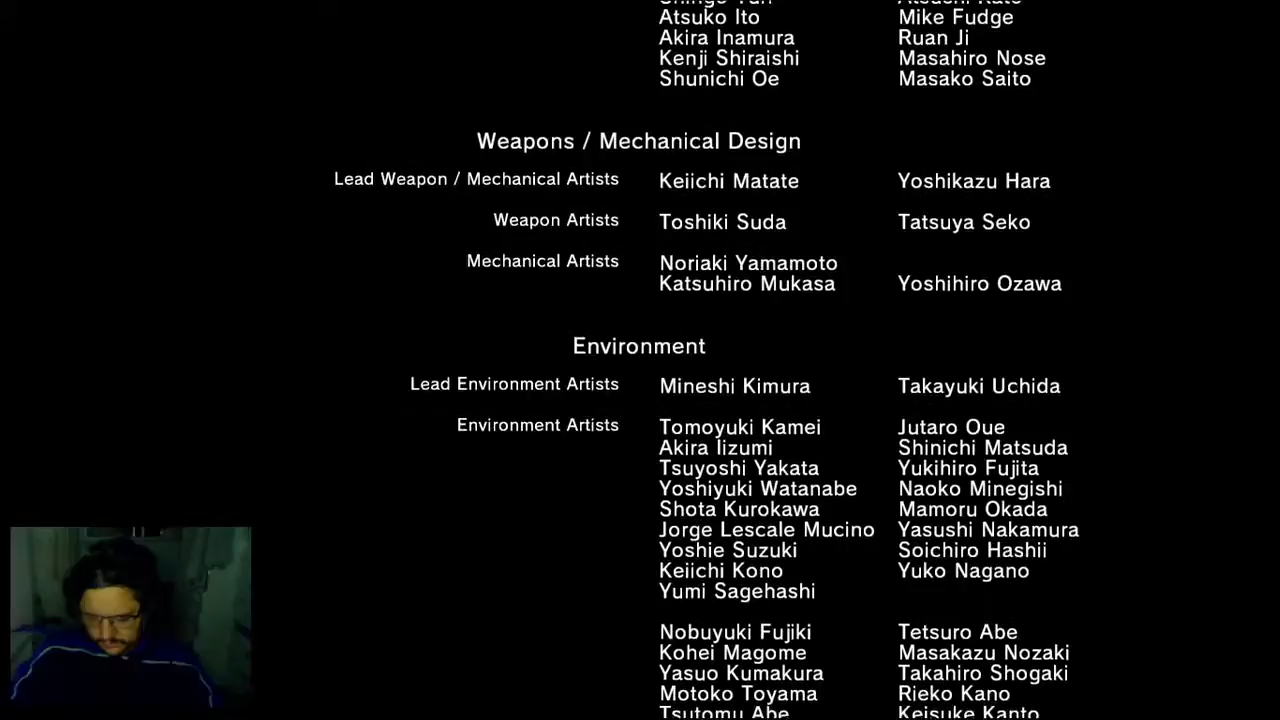 Atsuko Ito Mike Fudge
Akira Inamura Ruan Ji
Kenji Shiraishi Masahiro Nose
Shunichi Oe Masako Saito
Weapons / Mechanical Design
Lead Weapon / Mechanical Artists Keiichi Matate Yoshikazu Hara
Weapon Artists Toshiki Suda Tatsuya Seko
Mechanical Artists Noriaki Yamamoto
Katsuhiro Mukasa Yoshihiro Ozawa
Environment
Lead Environment Artists Mineshi Kimura Takayuki Uchida
Environment Artists Tomoyuki Kamei Jutaro Oue
Akira Iizumi Shinichi Matsuda
Tsuyoshi Yakata Yukihiro Fujita
Yoshiyuki Watanabe Naoko Minegishi
Shota Kurokawa Mamoru Okada
Jorge Lescale Mucino Yasushi Nakamura
Yoshie Suzuki Soichiro Hashii
Keiichi Kono Yuko Nagano
Yumi Sagehashi
Nobuyuki Fujiki Tetsuro Abe
Kohei Magome Masakazu Nozaki
Yasuo Kumakura Takahiro Shogaki
Motoko Toyama Rieko Kano
Tsutomu Abe Keisuke Kanto